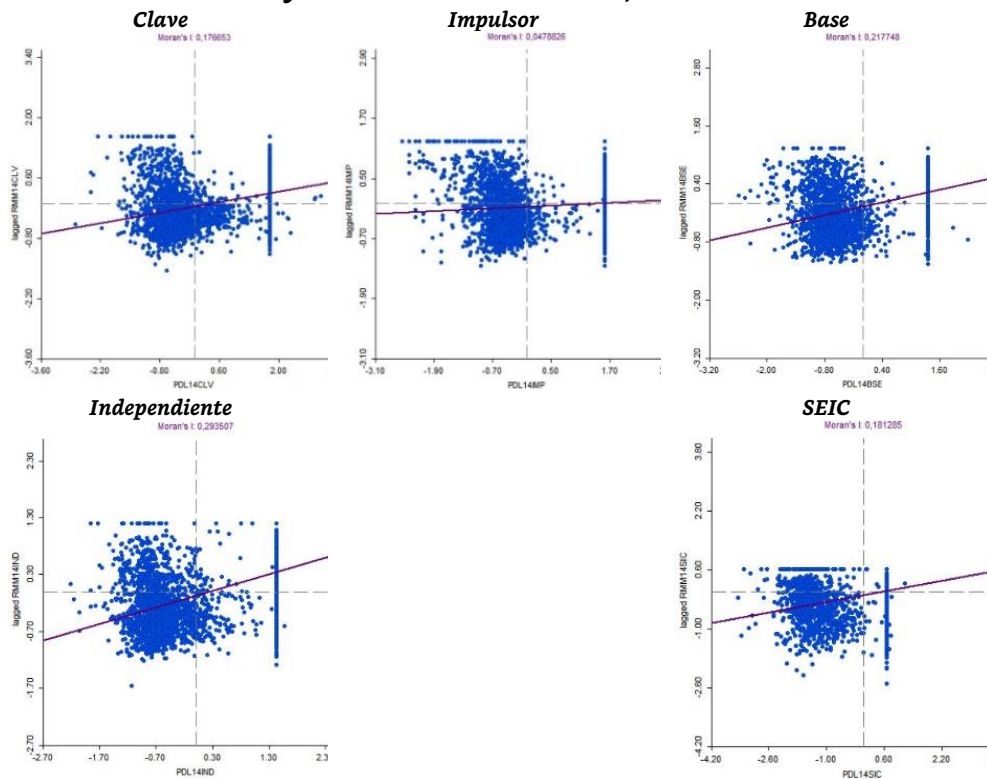 Clave
Impulsor
Base
Moran's I: 0,176653
Moran's I: 0,0478826
Moran's I: 0,217748
lagged RMM14CLV
3.40
2.00
0.60
-0.80
-2.20
-3.60
-3.60
-2.20
-0.80
0.60
2.00
PDL14CLV
lagged RMM14IMP
2.90
1.70
0.50
-0.70
-1.90
-3.10
-3.10
-1.90
-0.70
0.50
1.70
PDL14IMP
lagged RMM14BSE
2.80
1.60
0.40
-0.80
-2.00
-3.20
-3.20
-2.00
-0.80
0.40
1.60
PDL14BSE
Independiente
SEIC
Moran's I: 0,293507
Moran's I: 0,181285
lagged RMM14IND
2.30
1.30
0.30
-0.70
-1.70
-2.70
-2.70
-1.70
-0.70
0.30
1.30
2.3
PDL14IND
lagged RMM14SIC
3.80
2.20
0.60
-1.00
-2.60
-4.20
-4.20
-2.60
-1.00
0.60
2.20
PDL14SIC